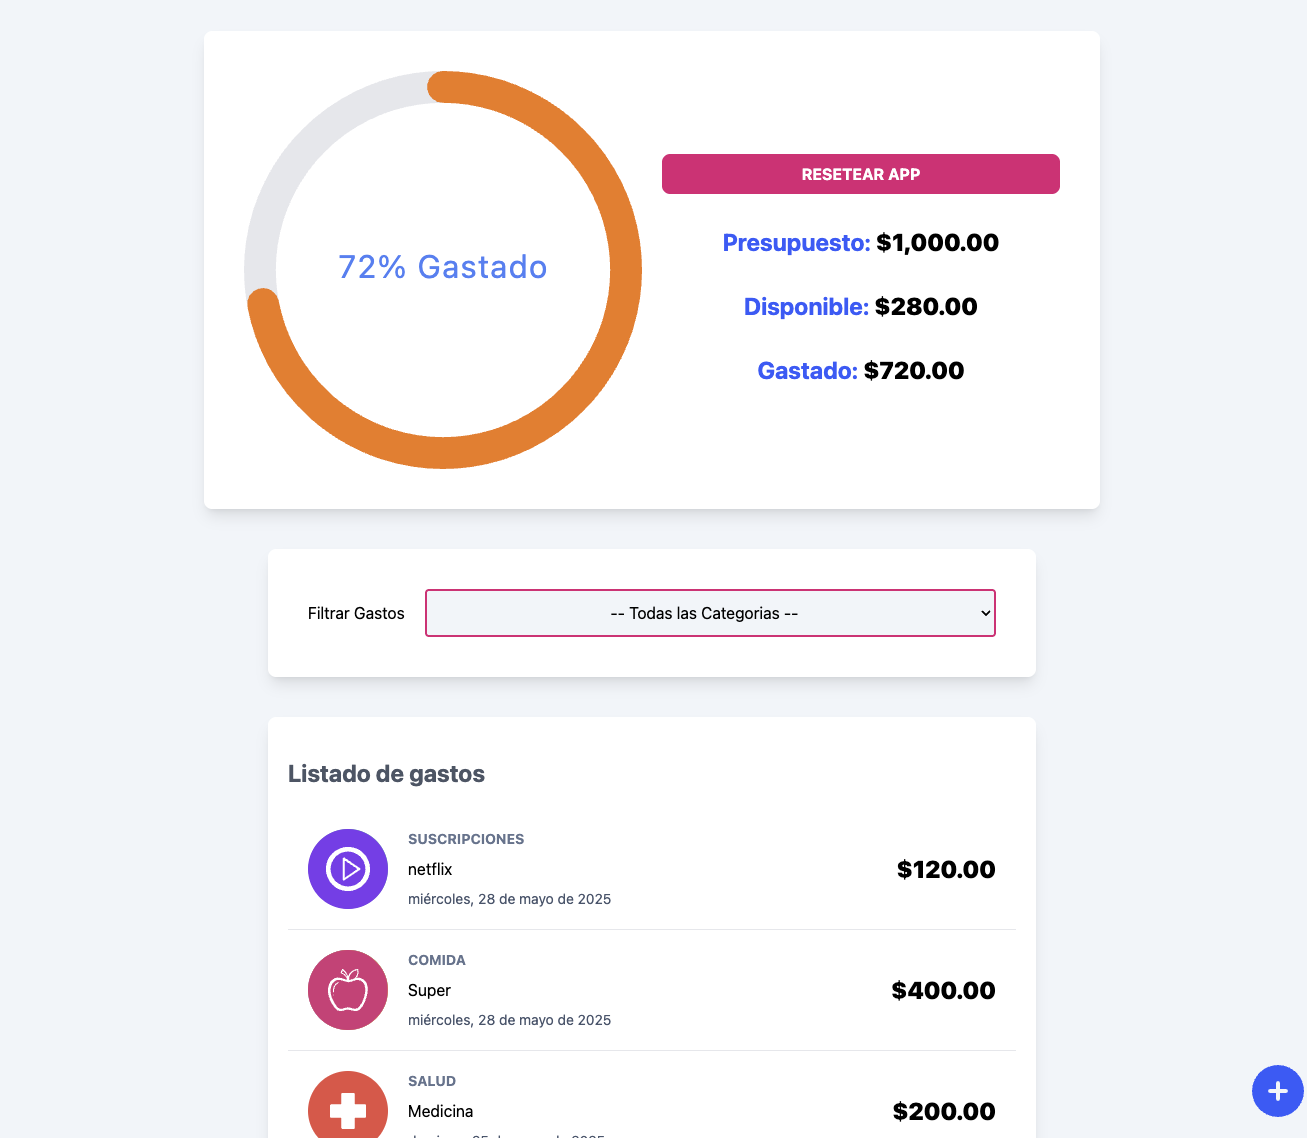 72% Gastado
RESETEAR APP
Presupuesto: $1,000.00
Disponible: $280.00
Gastado: $720.00
Filtrar Gastos
-- Todas las Categorias --
Listado de gastos
SUSCRIPCIONES
netflix
miércoles, 28 de mayo de 2025
$120.00
COMIDA
Super
miércoles, 28 de mayo de 2025
$400.00
SALUD
Medicina
$200.00